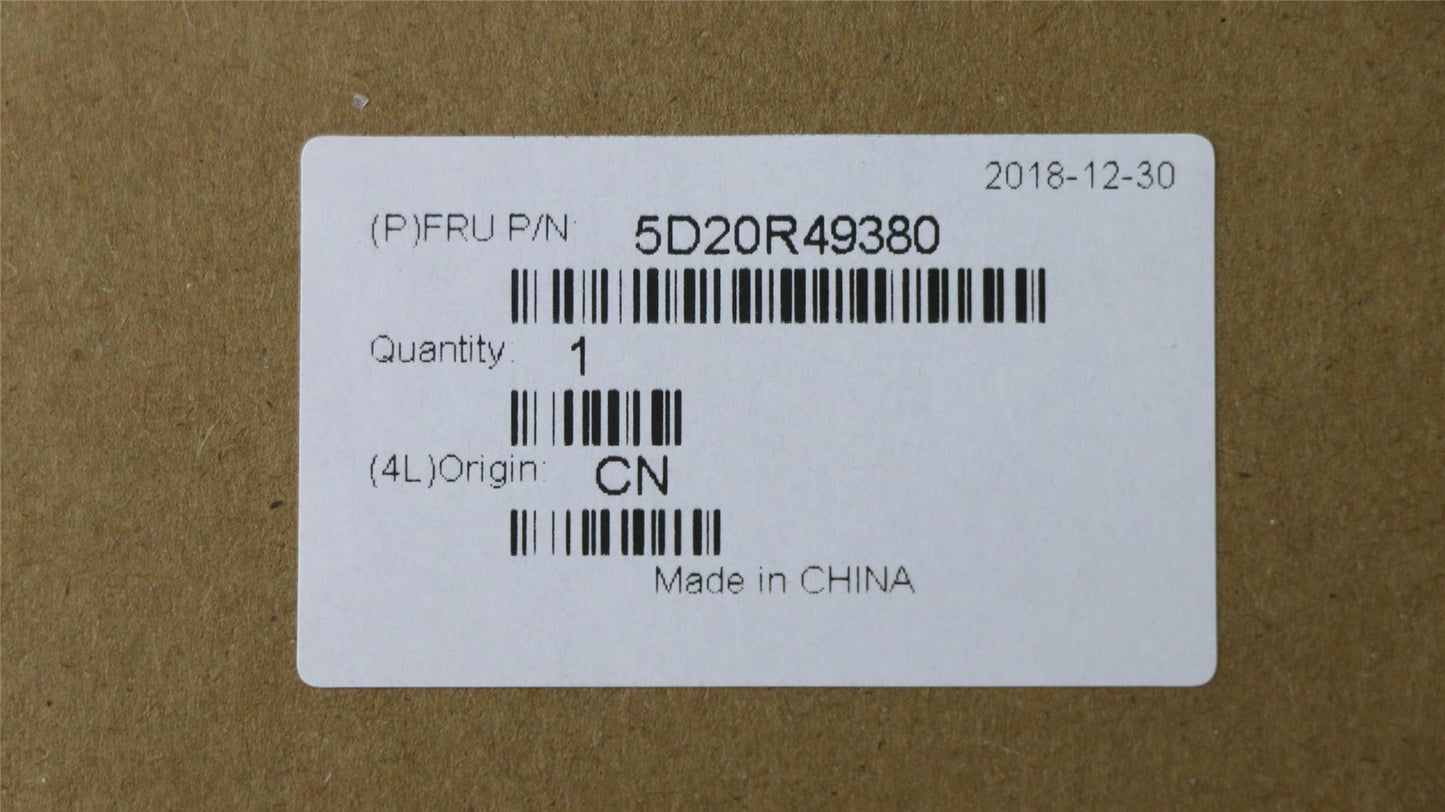 2018-12-30
(P)FRU P/N: 5D20R49380
Quantity: 1
(4L)Origin: CN
Made in CHINA